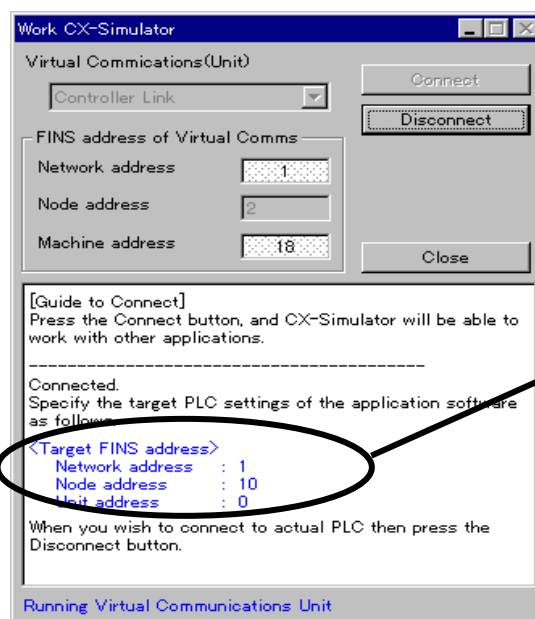 Work CX-Simulator
Virtual Commications(Unit)
Controller Link
Connect
Disconnect
FINS address of Virtual Comms
Network address 1
Node address 2
Machine address 18
Close
[Guide to Connect]
Press the Connect button, and CX-Simulator will be able to
work with other applications.
-----------------------------------------
Connected.
Specify the target PLC settings of the application software
as follows.
<Target FINS address>
Network address : 1
Node address : 10
Unit address : 0
When you wish to connect to actual PLC then press the
Disconnect button.
Running Virtual Communications Unit